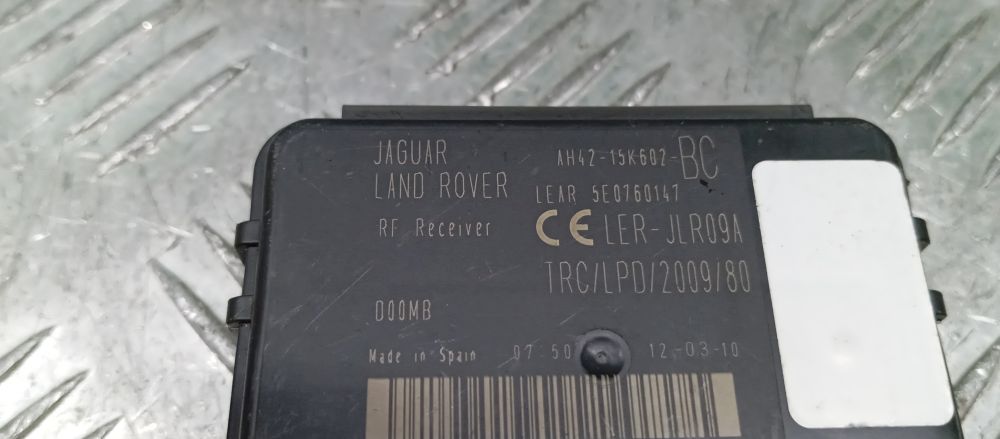 JAGUAR
LAND ROVER
RF Receiver
AH42-15K602-BC
LEAR 5E0760147
CE LER-JLR09A
TRC/LPD/2009/80
D00MB
Made in Spain 07:50 12-03-10